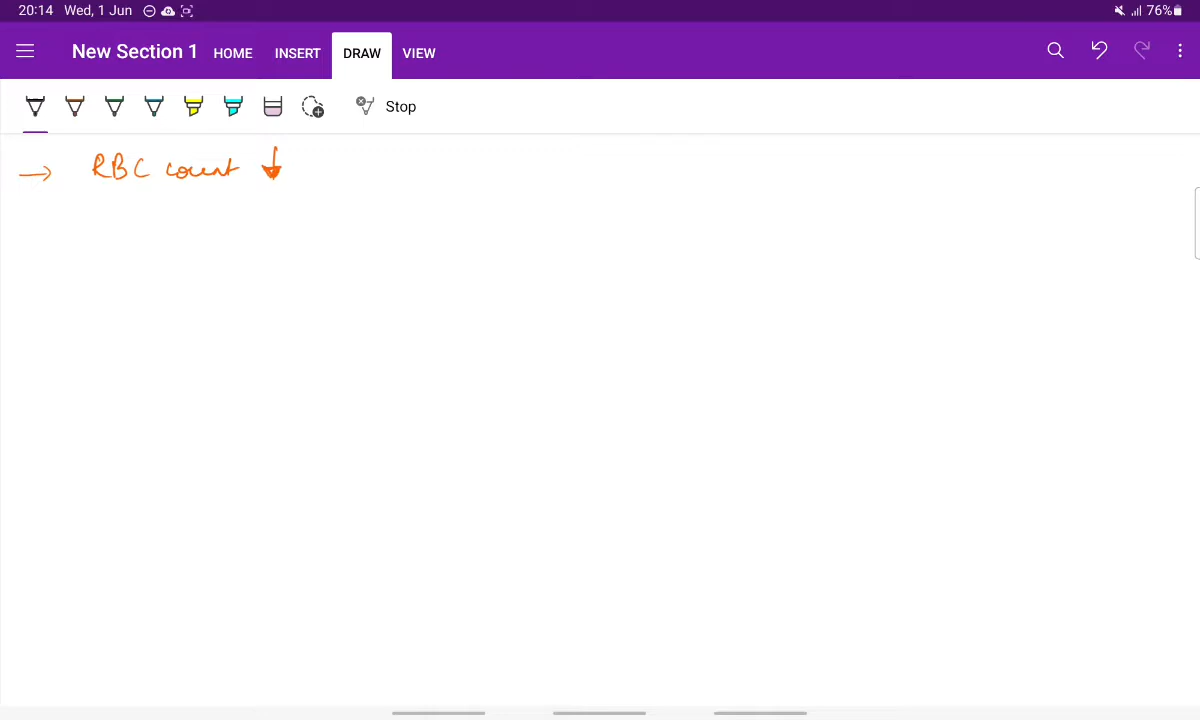 20:14 Wed, 1 Jun 76%
New Section 1 HOME INSERT DRAW VIEW
Stop
→ RBC count ↓